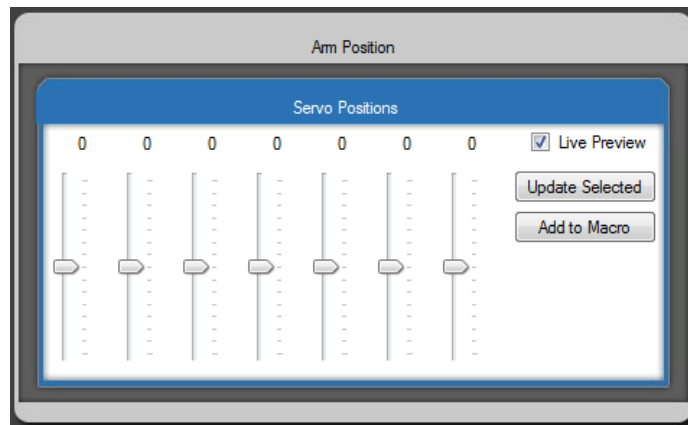 Arm Position
Servo Positions
0 0 0 0 0 0 0 Live Preview
Update Selected
Add to Macro